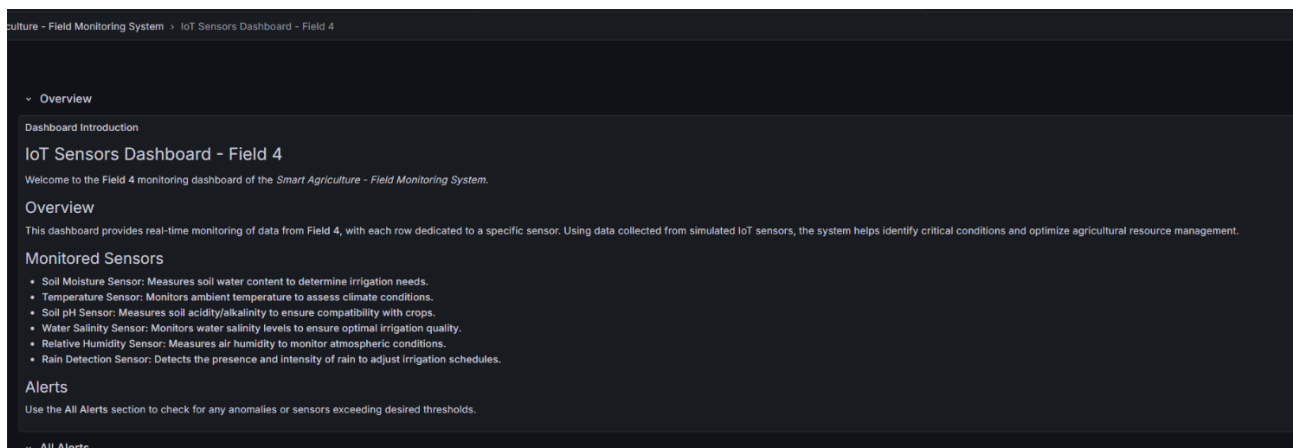 culture - Field Monitoring System › IoT Sensors Dashboard - Field 4
Overview
Dashboard Introduction
IoT Sensors Dashboard - Field 4
Welcome to the Field 4 monitoring dashboard of the Smart Agriculture - Field Monitoring System.
Overview
This dashboard provides real-time monitoring of data from Field 4, with each row dedicated to a specific sensor. Using data collected from simulated IoT sensors, the system helps identify critical conditions and optimize agricultural resource management.
Monitored Sensors
• Soil Moisture Sensor: Measures soil water content to determine irrigation needs.
• Temperature Sensor: Monitors ambient temperature to assess climate conditions.
• Soil pH Sensor: Measures soil acidity/alkalinity to ensure compatibility with crops.
• Water Salinity Sensor: Monitors water salinity levels to ensure optimal irrigation quality.
• Relative Humidity Sensor: Measures air humidity to monitor atmospheric conditions.
• Rain Detection Sensor: Detects the presence and intensity of rain to adjust irrigation schedules.
Alerts
Use the All Alerts section to check for any anomalies or sensors exceeding desired thresholds.
All Alerts